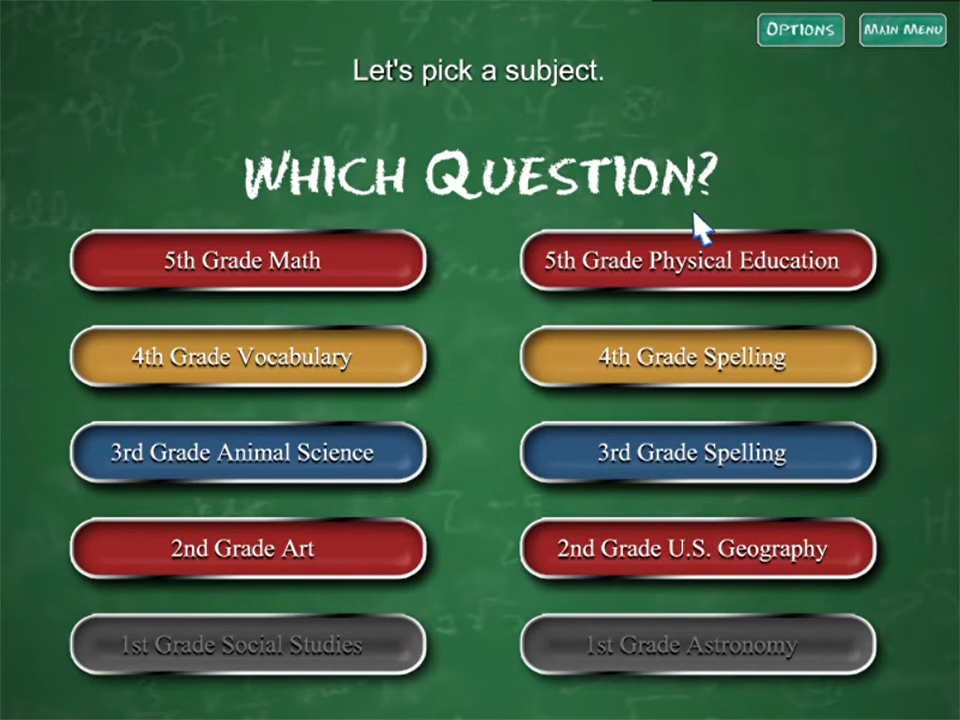 Options
Main Menu
Let's pick a subject.
Which Question?
5th Grade Math
5th Grade Physical Education
4th Grade Vocabulary
4th Grade Spelling
3rd Grade Animal Science
3rd Grade Spelling
2nd Grade Art
2nd Grade U.S. Geography
1st Grade Social Studies
1st Grade Astronomy